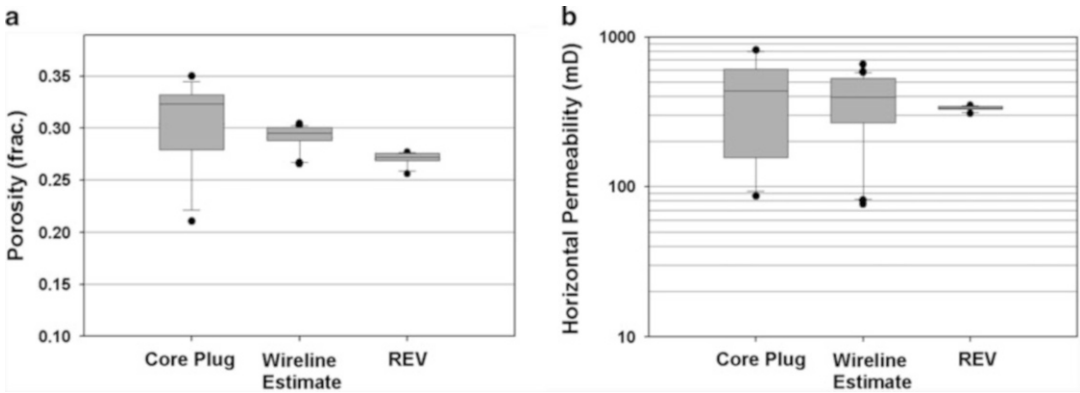 a
Porosity (frac.)
0.35
0.30
0.25
0.20
0.15
0.10
Core Plug
Wireline
Estimate
REV
b
Horizontal Permeability (mD)
1000
100
10
Core Plug
Wireline
Estimate
REV